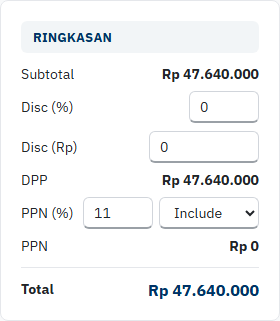 RINGKASAN
Subtotal Rp 47.640.000
Disc (%) 0
Disc (Rp) 0
DPP Rp 47.640.000
PPN (%) 11 Include
PPN Rp 0
Total Rp 47.640.000